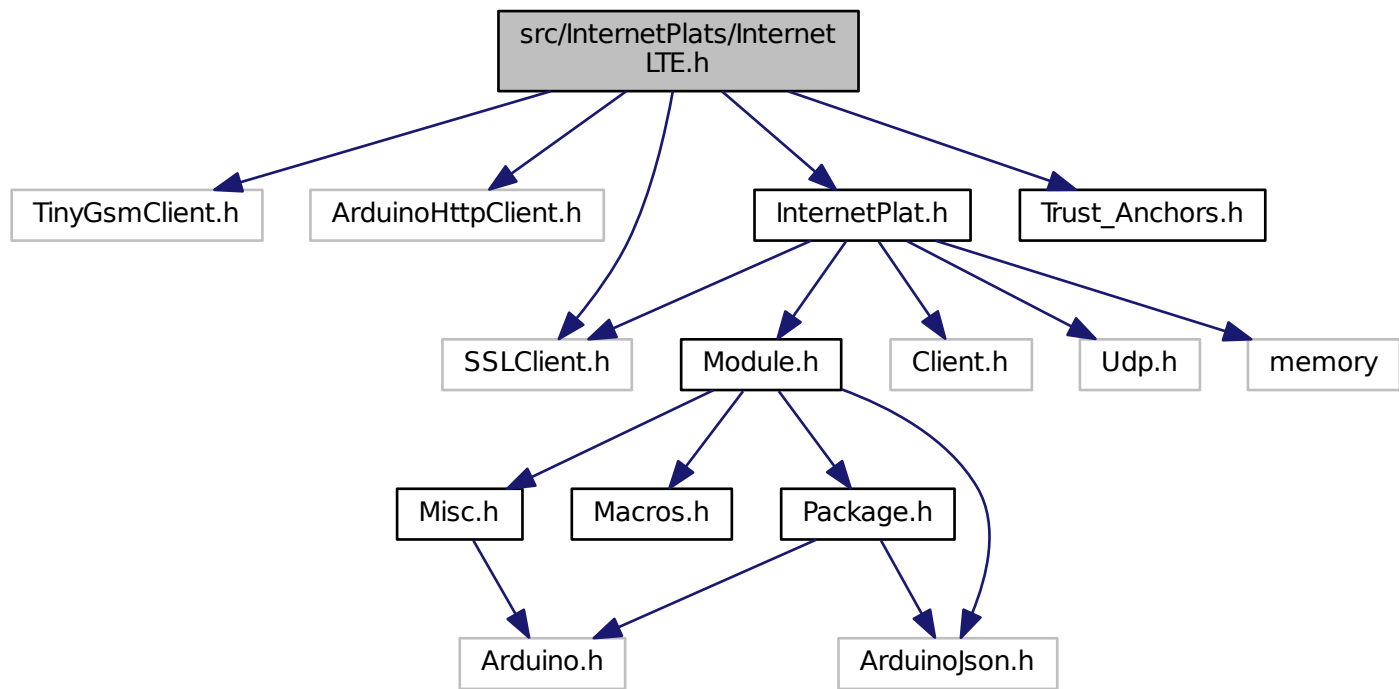 src/InternetPlats/Internet
LTE.h
TinyGsmClient.h
ArduinoHttpClient.h
InternetPlat.h
Trust_Anchors.h
SSLClient.h
Module.h
Client.h
Udp.h
memory
Misc.h
Macros.h
Package.h
Arduino.h
ArduinoJson.h